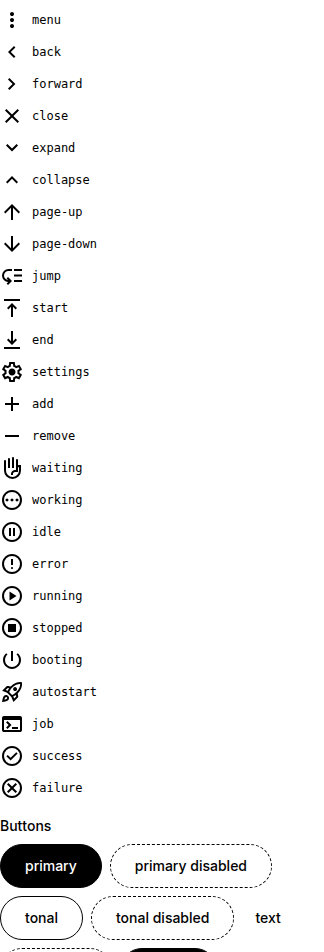 menu
back
forward
close
expand
collapse
page-up
page-down
jump
start
end
settings
add
remove
waiting
working
idle
error
running
stopped
booting
autostart
job
success
failure
Buttons
primary primary disabled
tonal tonal disabled text